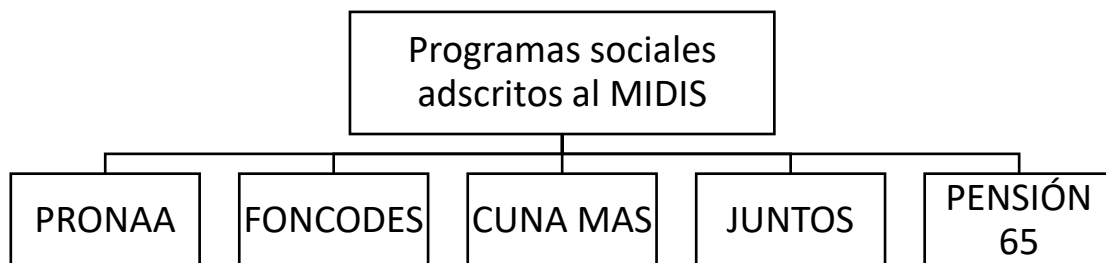 Programas sociales
adscritos al MIDIS
PRONAA
FONCODES
CUNA MAS
JUNTOS
PENSIÓN
65